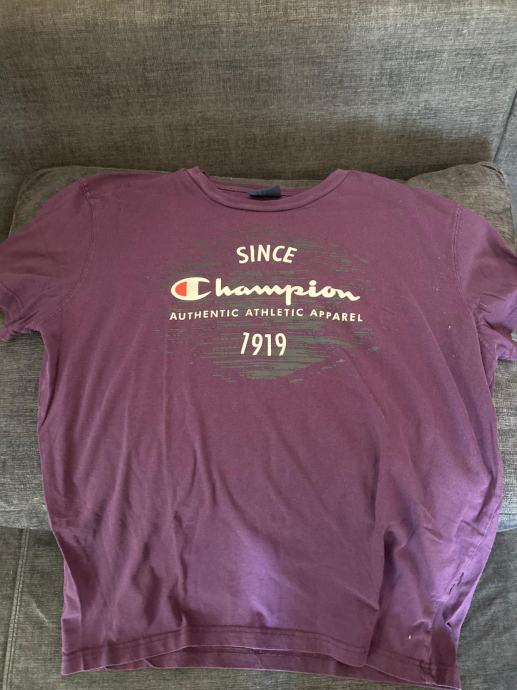 SINCE
Champion
AUTHENTIC ATHLETIC APPAREL
1919